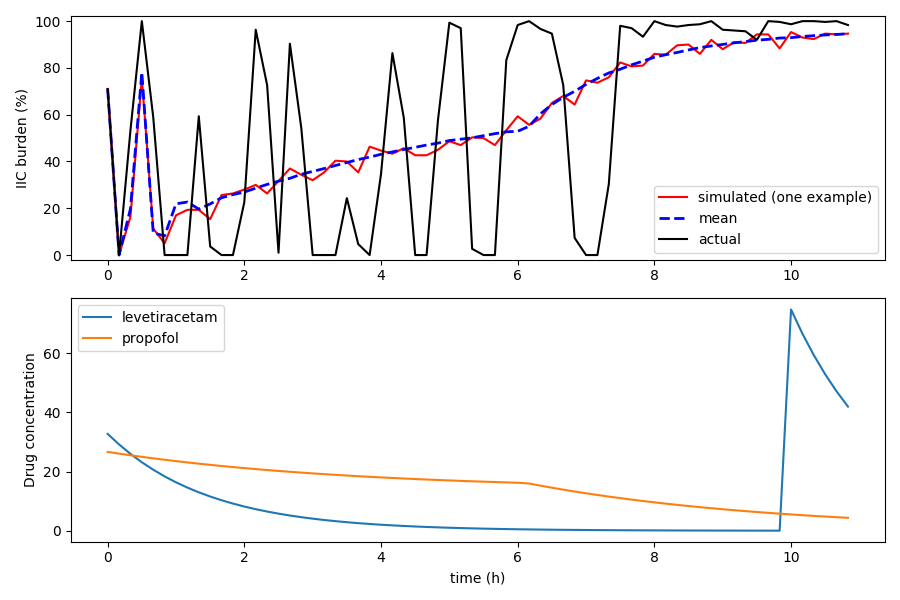 IIC burden (%)
100
80
60
40
20
0
simulated (one example)
mean
actual
0 2 4 6 8 10
Drug concentration
60
40
20
0
levetiracetam
propofol
0 2 4 6 8 10
time (h)